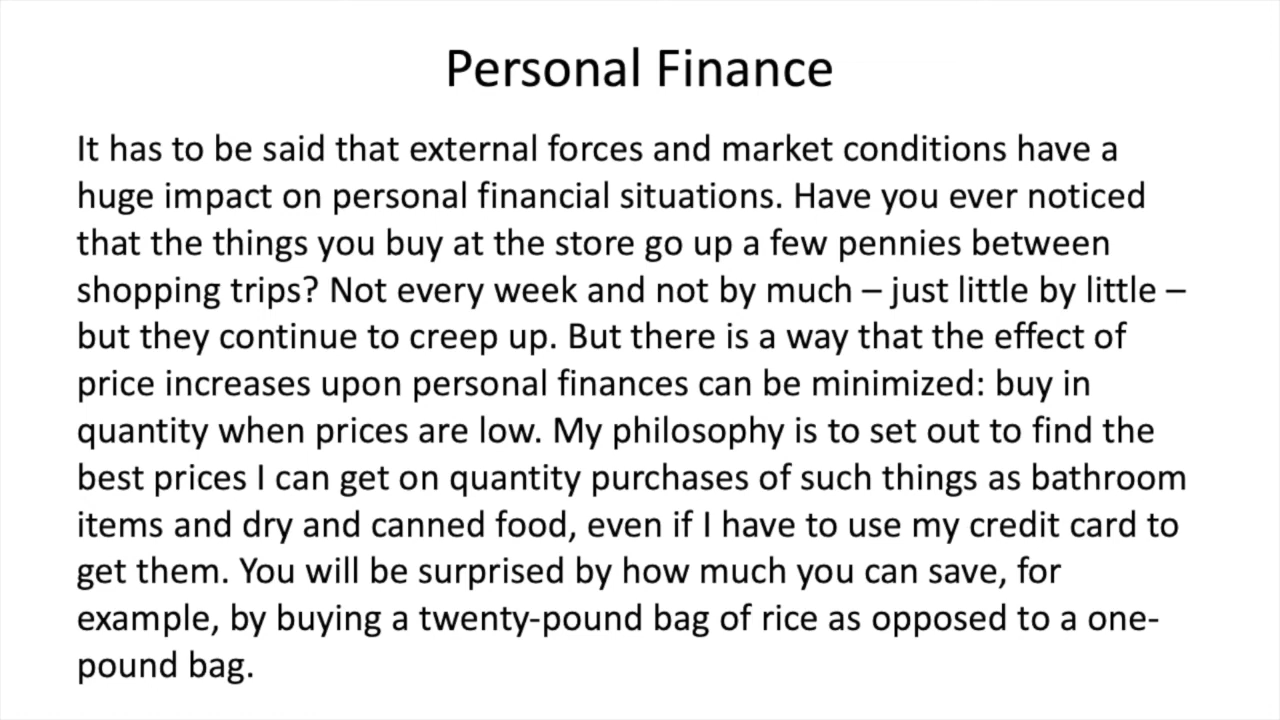 Personal Finance
It has to be said that external forces and market conditions have a
huge impact on personal financial situations. Have you ever noticed
that the things you buy at the store go up a few pennies between
shopping trips? Not every week and not by much – just little by little –
but they continue to creep up. But there is a way that the effect of
price increases upon personal finances can be minimized: buy in
quantity when prices are low. My philosophy is to set out to find the
best prices I can get on quantity purchases of such things as bathroom
items and dry and canned food, even if I have to use my credit card to
get them. You will be surprised by how much you can save, for
example, by buying a twenty-pound bag of rice as opposed to a one-
pound bag.